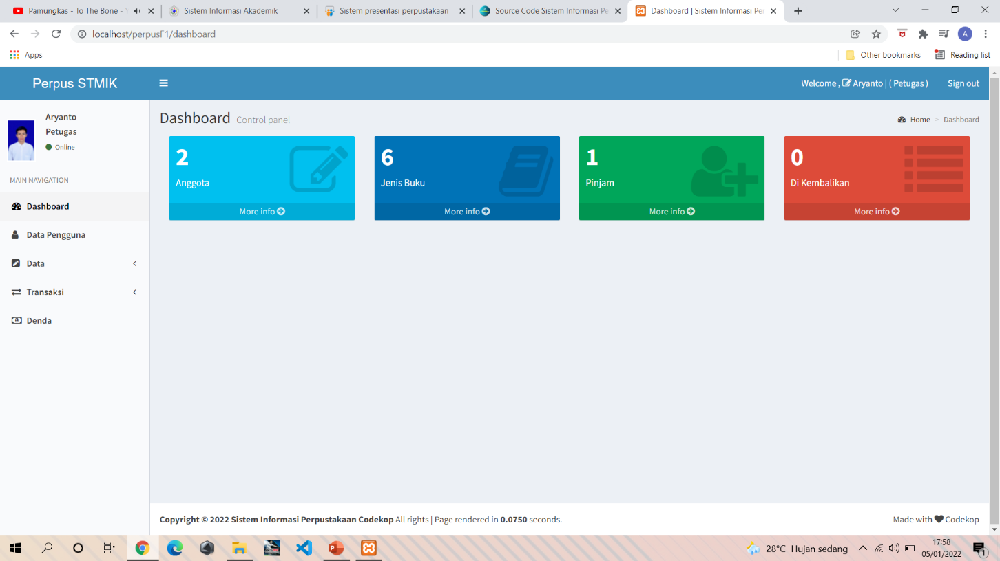 Pamungkas - To The Bone -
Sistem Informasi Akademik
Sistem presentasi perpustakaan
Source Code Sistem Informasi Pe
Dashboard | Sistem Informasi Per
localhost/perpusF1/dashboard
A
Apps
Other bookmarks
Reading list
Perpus STMIK
Welcome , Aryanto | ( Petugas )
Sign out
Aryanto
Petugas
Online
MAIN NAVIGATION
Dashboard
Data Pengguna
Data
Transaksi
Denda
Dashboard Control panel
Home > Dashboard
2
Anggota
More info
6
Jenis Buku
More info
1
Pinjam
More info
0
Di Kembalikan
More info
Copyright © 2022 Sistem Informasi Perpustakaan Codekop All rights | Page rendered in 0.0750 seconds.
Made with Codekop
28°C Hujan sedang
17:58
05/01/2022
1